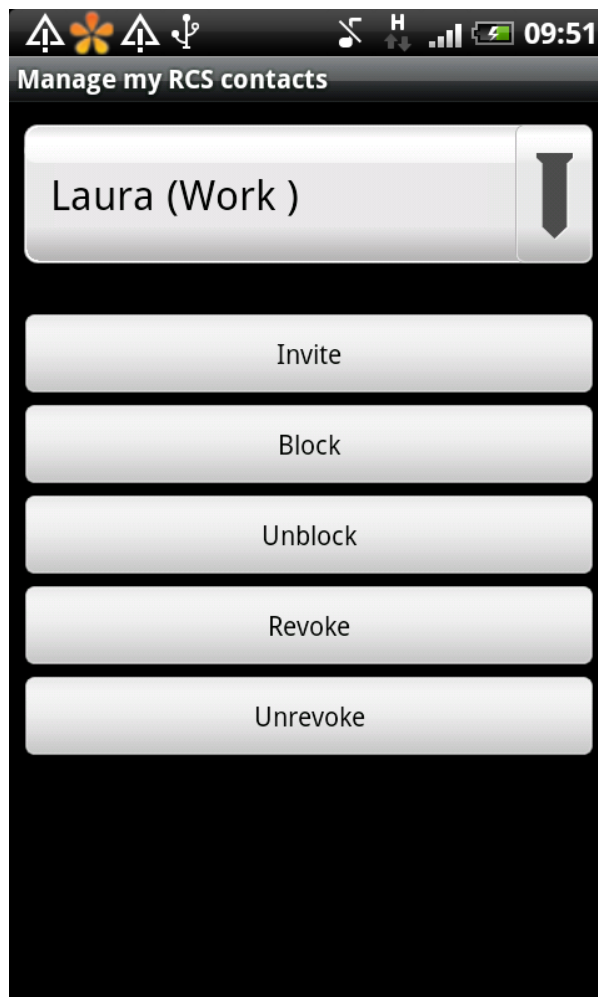 H
09:51
Manage my RCS contacts
Laura (Work )
Invite
Block
Unblock
Revoke
Unrevoke